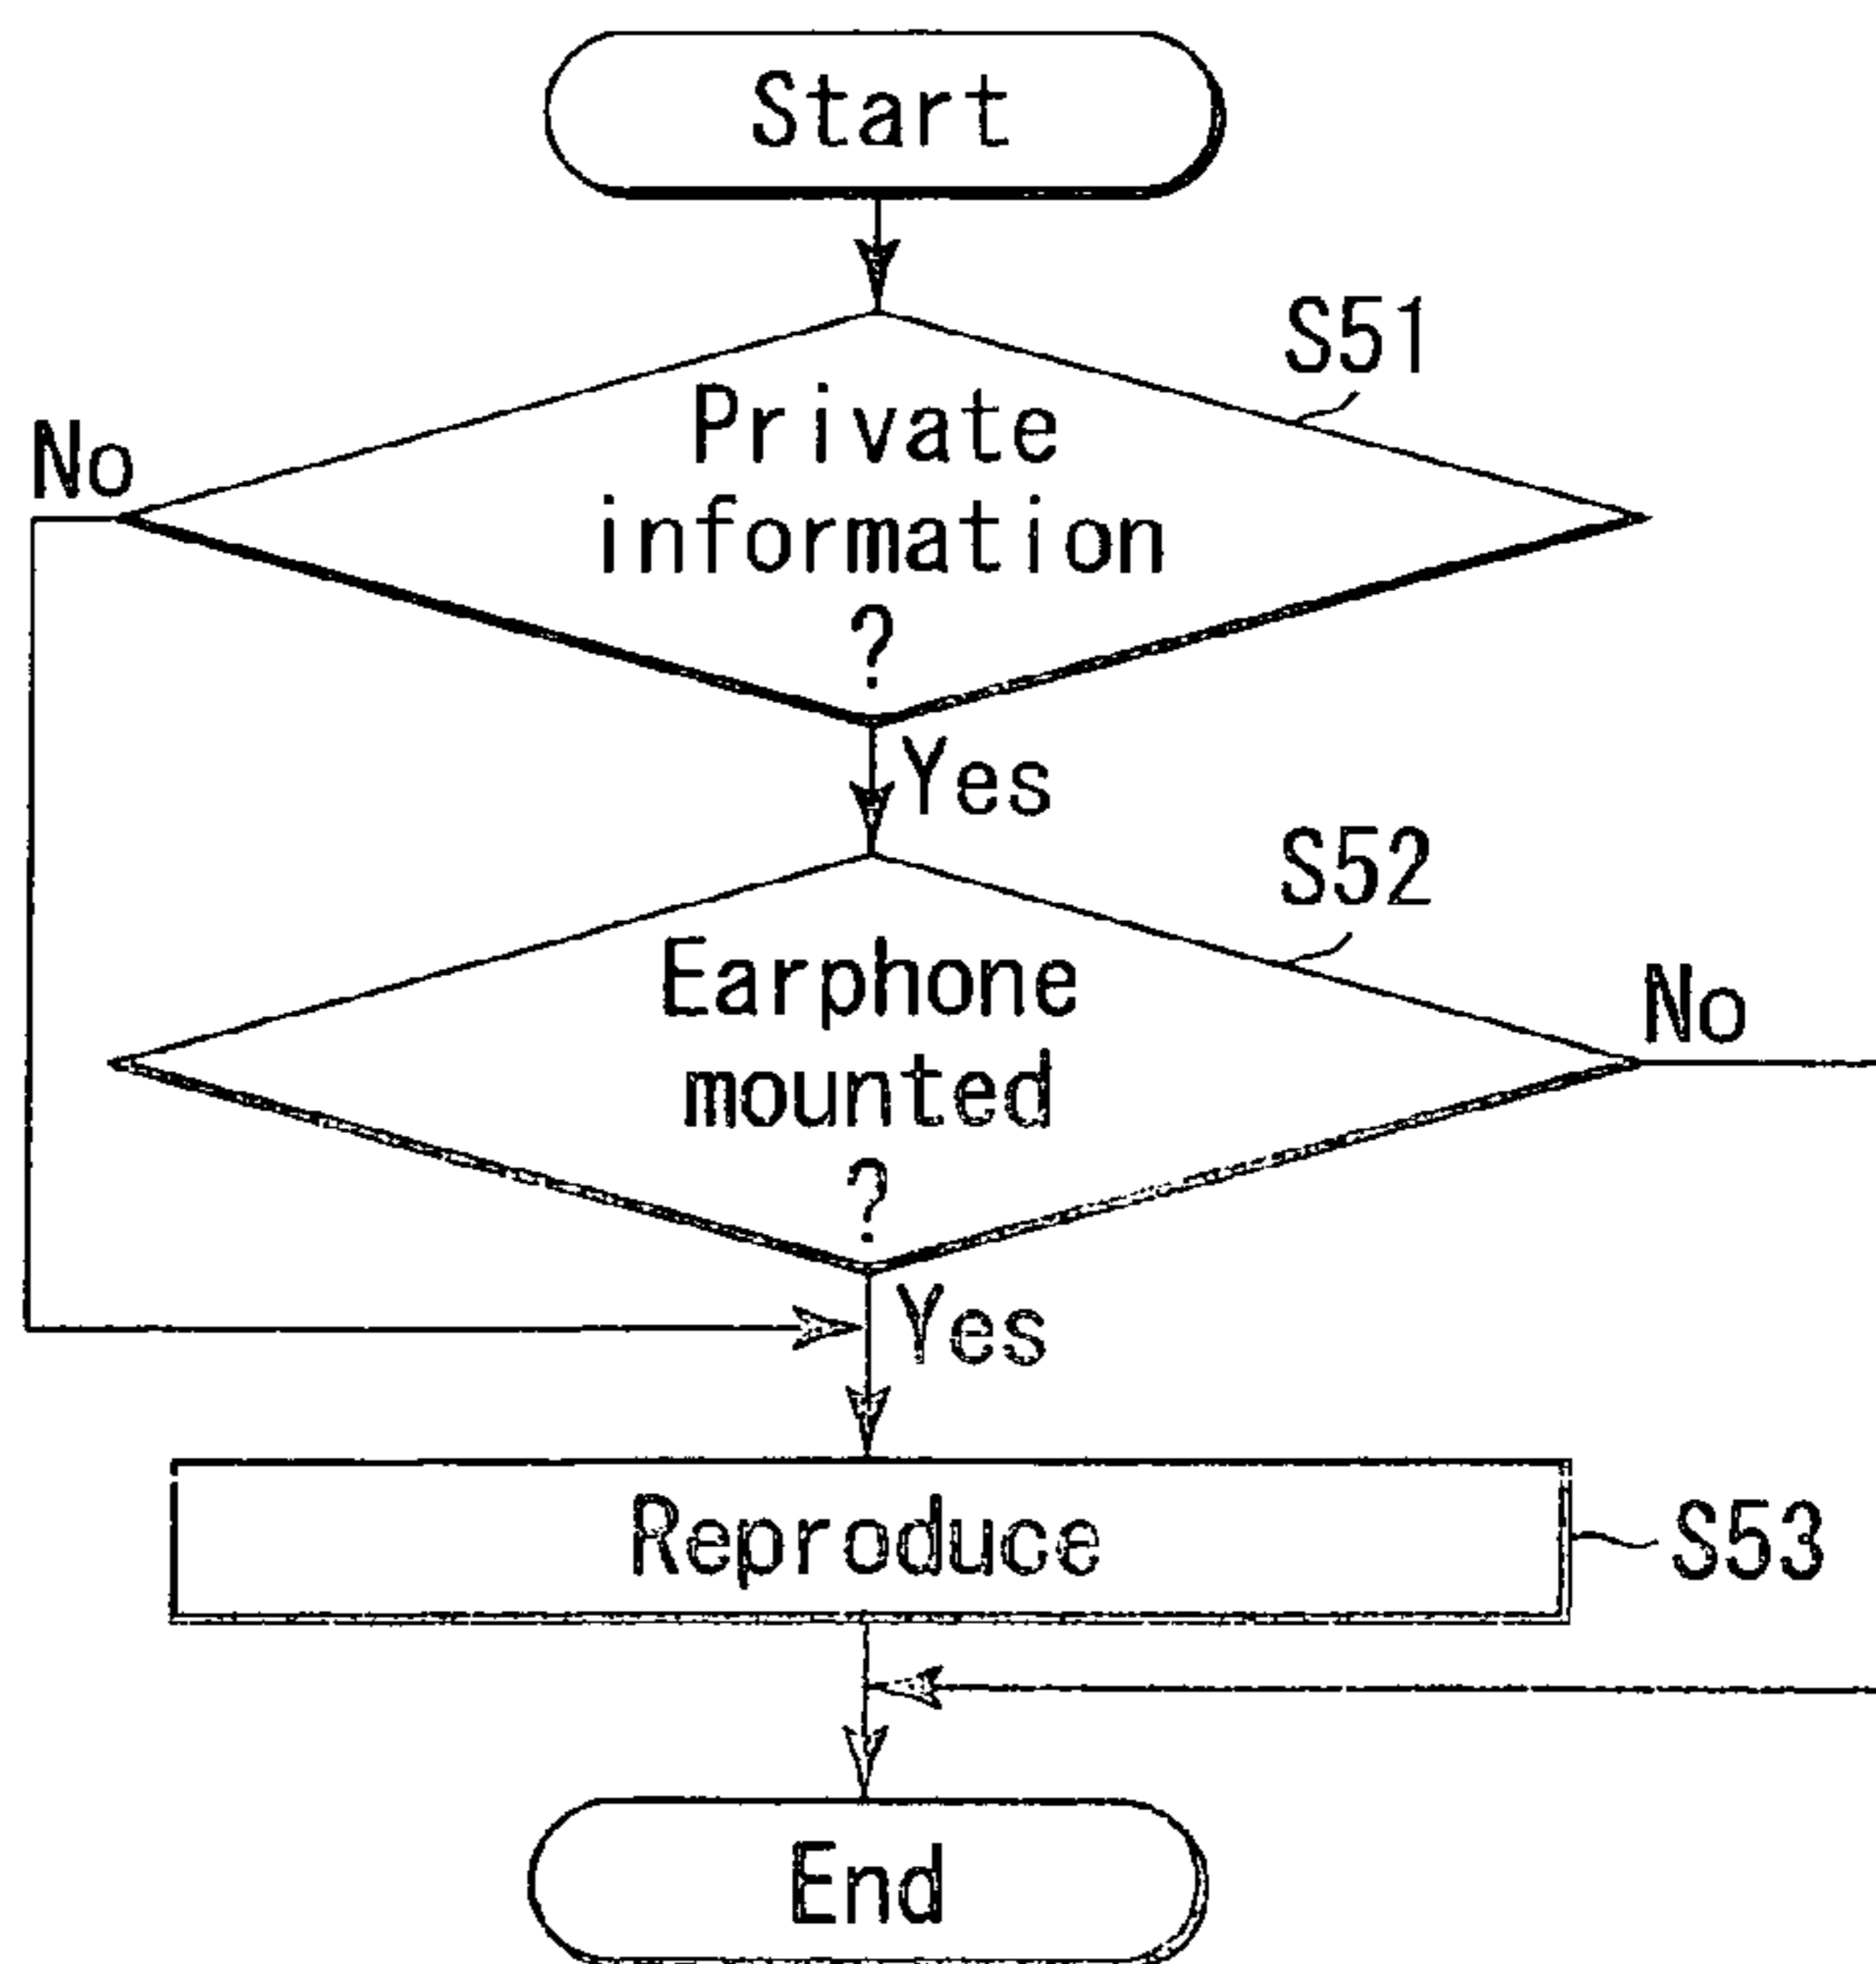 Start
S51
No
Private
information
?
Yes
S52
Earphone
mounted
?
No
Yes
Reproduce
S53
End